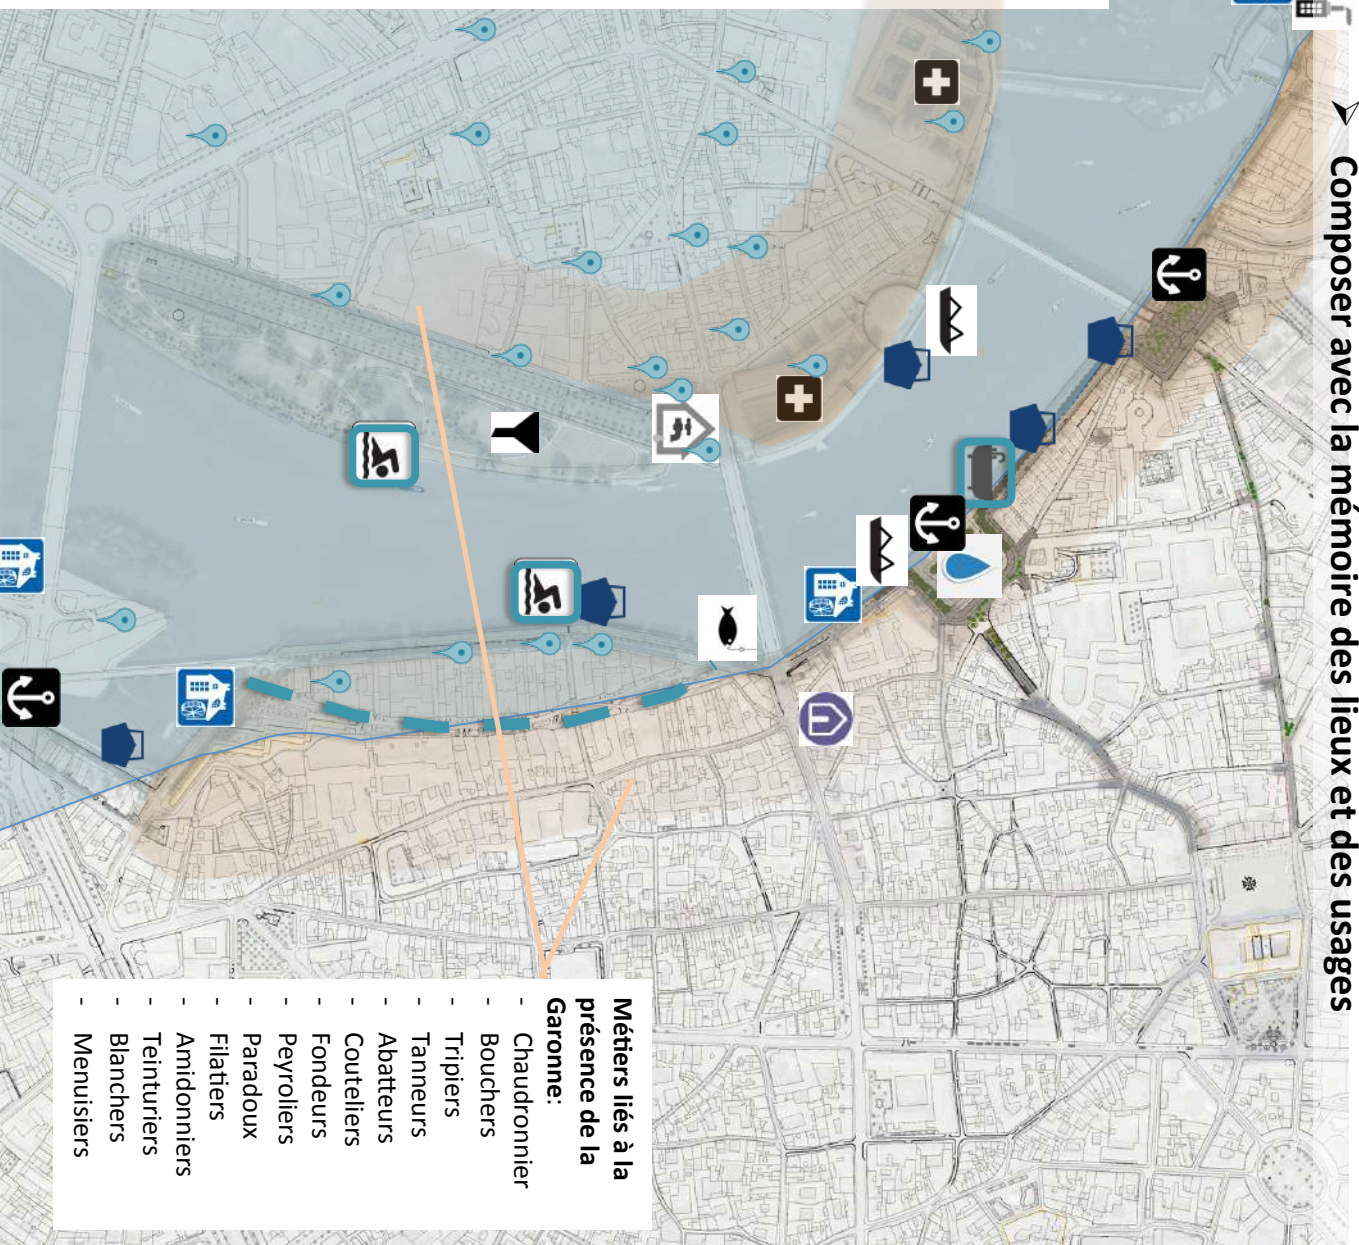 ➤ Composer avec la mémoire des lieux et des usages
Métiers liés à la
présence de la
Garonne:
- Chaudronnier
- Bouchers
- Tripiers
- Tanneurs
- Abatteurs
- Couteliers
- Fondeurs
- Peyroliers
- Paradoux
- Filatiers
- Amidonniers
- Teinturiers
- Blanchers
- Menuisiers